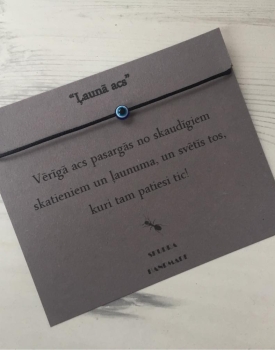 "Ļaunā acs"
Vērīgā acs pasargās no skaudīgiem
skatieniem un ļaunuma, un svētīs tos,
kuri tam patiesi tic!
HANDMADE